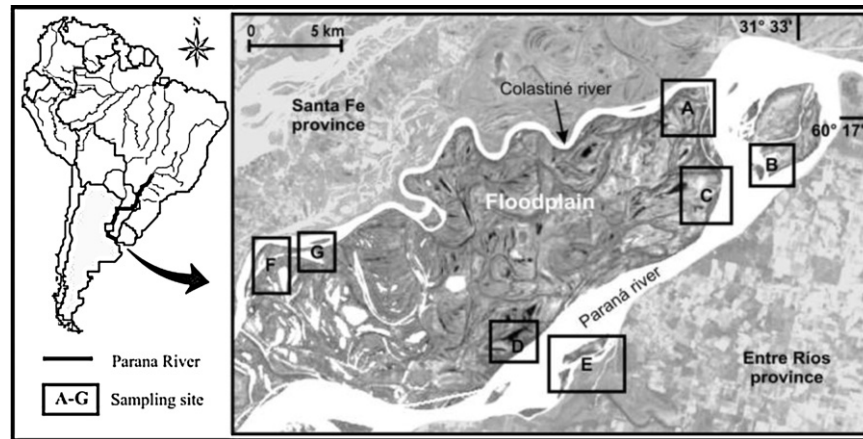 N
Parana River
A-G Sampling site
0 5 km
31° 33'
Colastiné river
Santa Fe
province
A
60° 17'
B
C
Floodplain
F
G
Paraná river
D
E
Entre Ríos
province